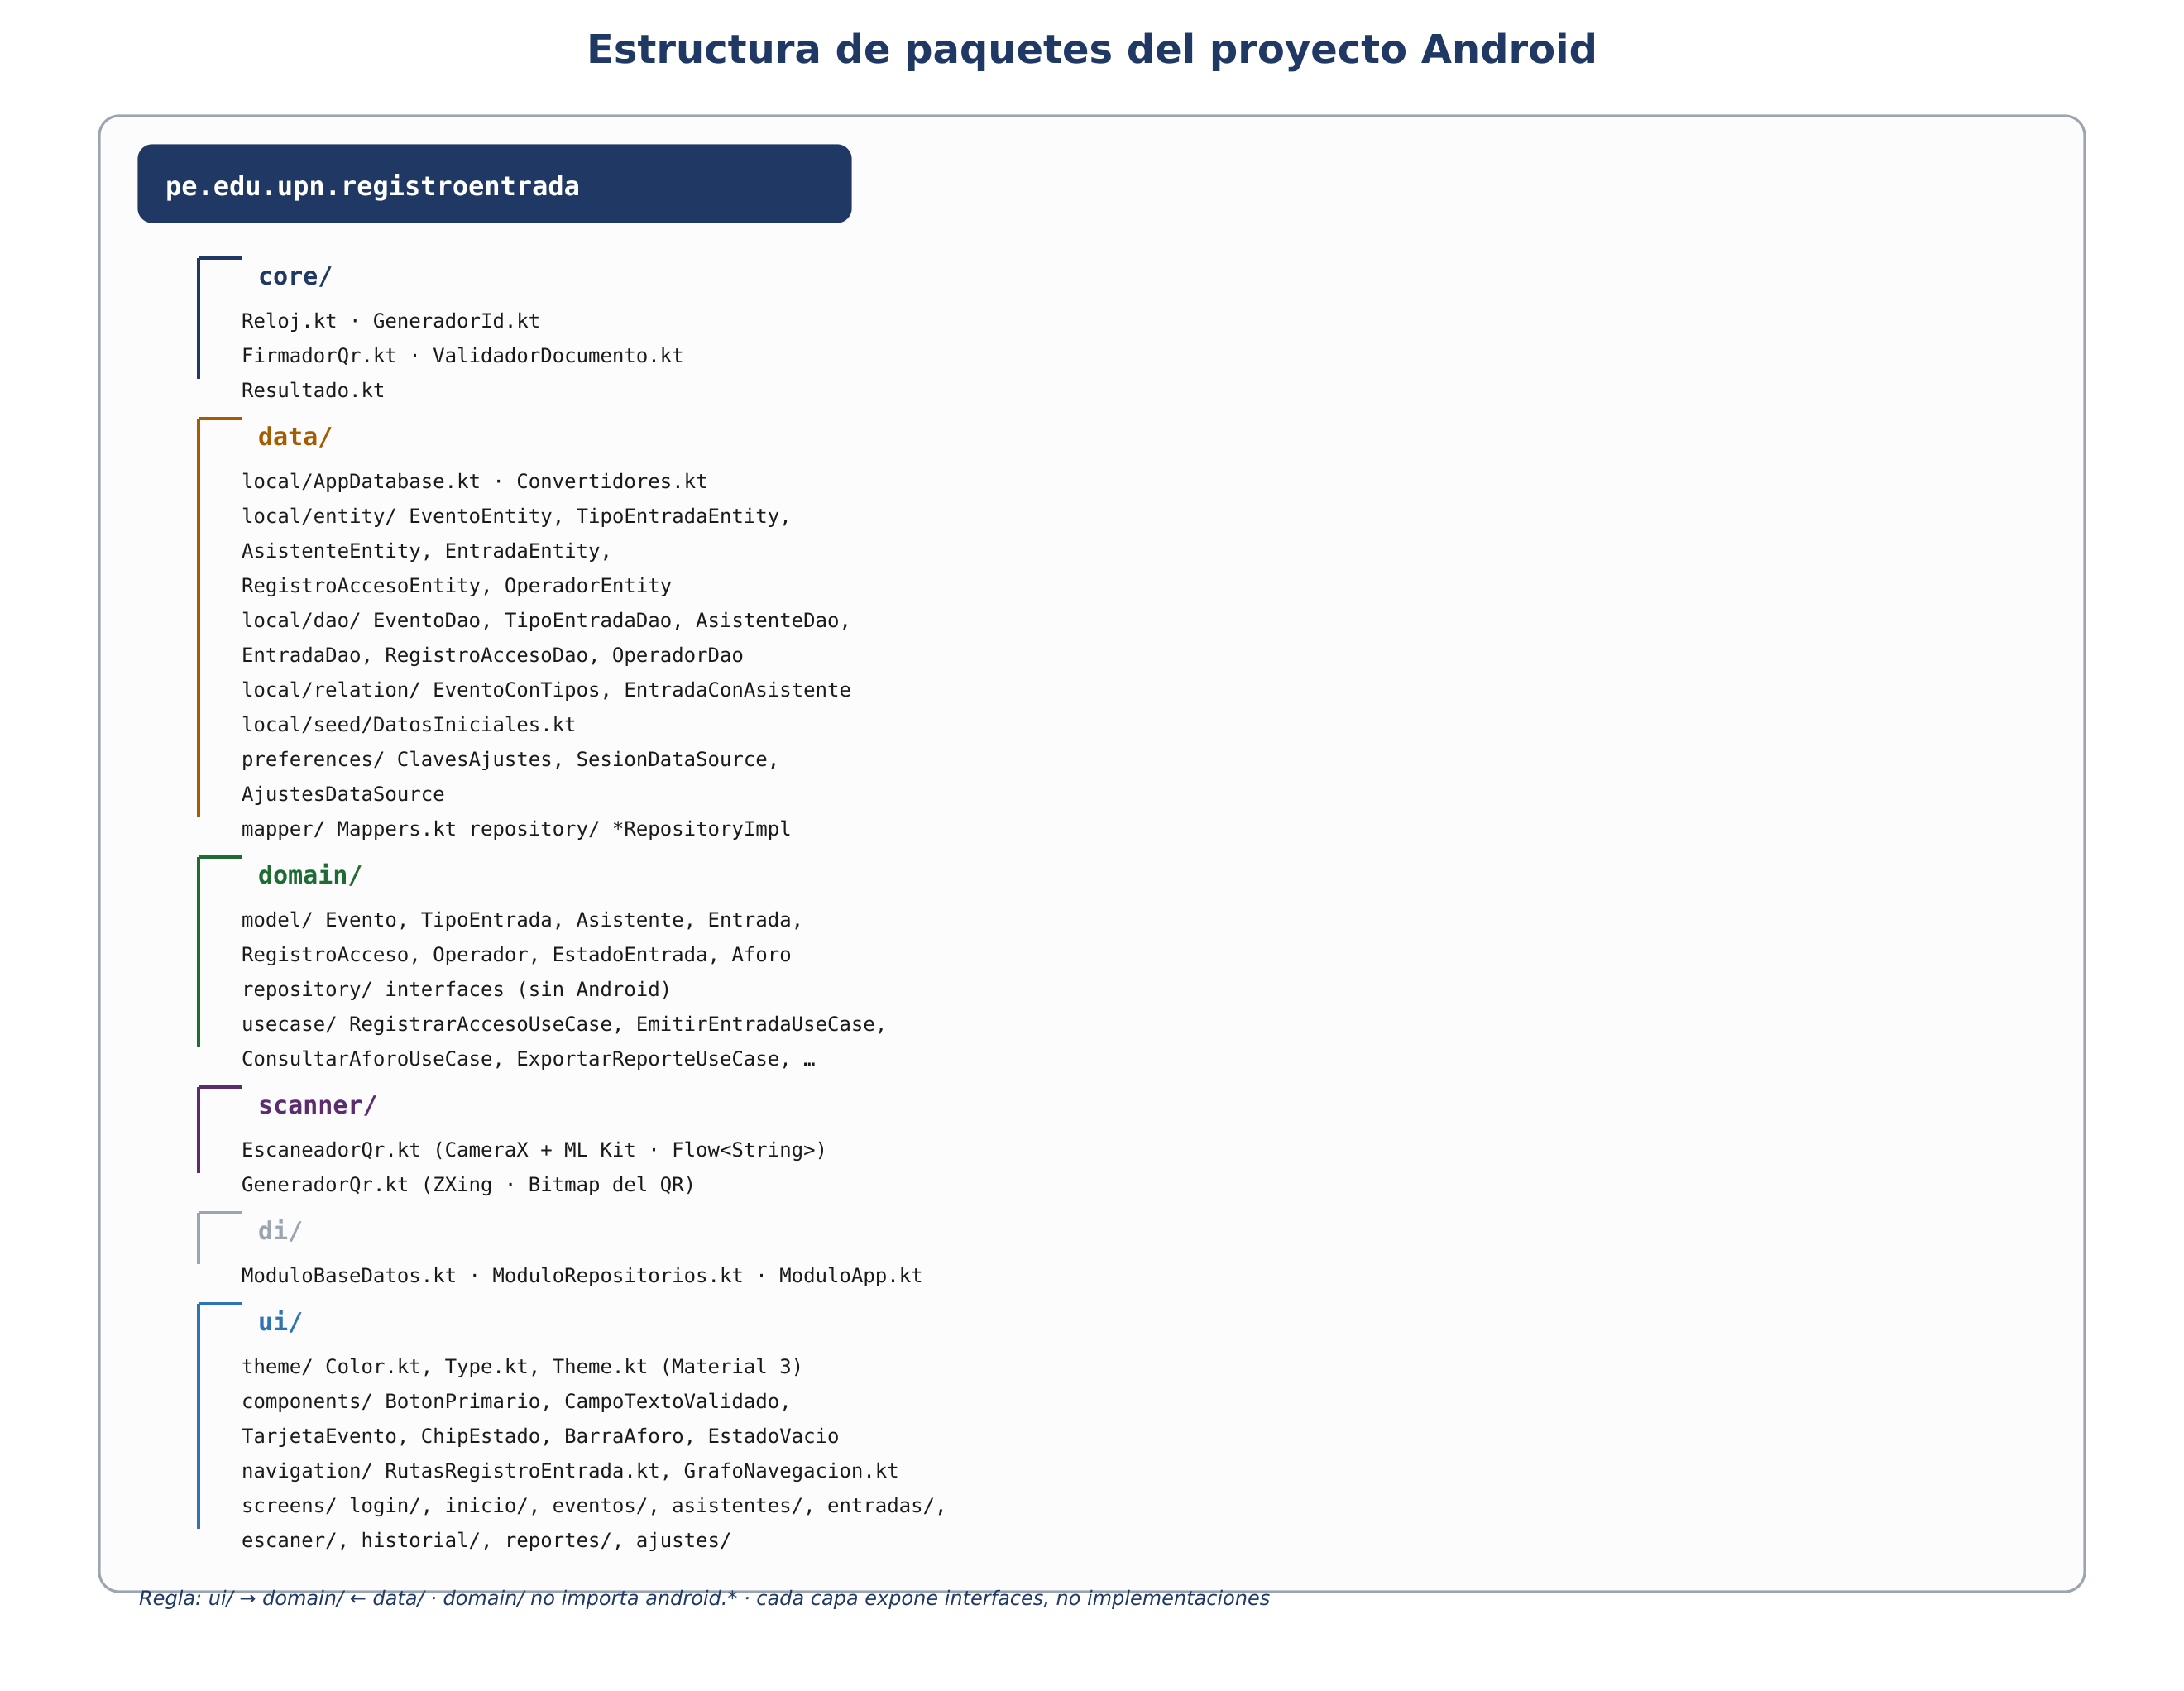 Estructura de paquetes del proyecto Android
pe.edu.upn.registroentrada
core/
Reloj.kt · GeneradorId.kt
FirmadorQr.kt · ValidadorDocumento.kt
Resultado.kt
data/
local/AppDatabase.kt · Convertidores.kt
local/entity/ EventoEntity, TipoEntradaEntity,
AsistenteEntity, EntradaEntity,
RegistroAccesoEntity, OperadorEntity
local/dao/ EventoDao, TipoEntradaDao, AsistenteDao,
EntradaDao, RegistroAccesoDao, OperadorDao
local/relation/ EventoConTipos, EntradaConAsistente
local/seed/DatosIniciales.kt
preferences/ ClavesAjustes, SesionDataSource,
AjustesDataSource
mapper/ Mappers.kt repository/ *RepositoryImpl
domain/
model/ Evento, TipoEntrada, Asistente, Entrada,
RegistroAcceso, Operador, EstadoEntrada, Aforo
repository/ interfaces (sin Android)
usecase/ RegistrarAccesoUseCase, EmitirEntradaUseCase,
ConsultarAforoUseCase, ExportarReporteUseCase, …
scanner/
EscaneadorQr.kt (CameraX + ML Kit · Flow<String>)
GeneradorQr.kt (ZXing · Bitmap del QR)
di/
ModuloBaseDatos.kt · ModuloRepositorios.kt · ModuloApp.kt
ui/
theme/ Color.kt, Type.kt, Theme.kt (Material 3)
components/ BotonPrimario, CampoTextoValidado,
TarjetaEvento, ChipEstado, BarraAforo, EstadoVacio
navigation/ RutasRegistroEntrada.kt, GrafoNavegacion.kt
screens/ login/, inicio/, eventos/, asistentes/, entradas/,
escaner/, historial/, reportes/, ajustes/
Regla: ui/ → domain/ ← data/ · domain/ no importa android.* · cada capa expone interfaces, no implementaciones